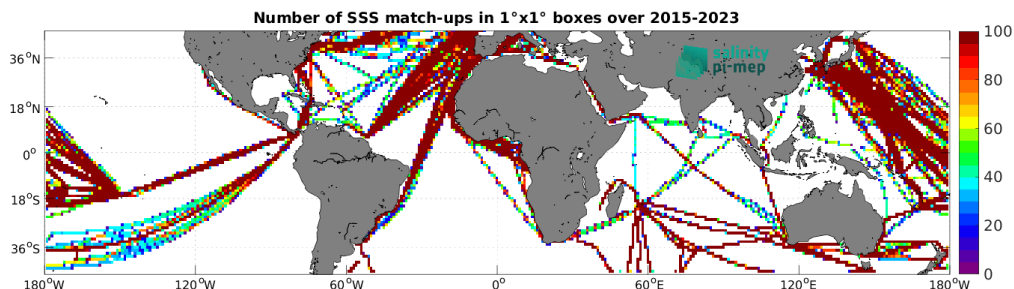 Number of SSS match-ups in 1°x1° boxes over 2015-2023
salinity
pi-mep
36°N
18°N
0°
18°S
36°S
180°W
120°W
60°W
0°
60°E
120°E
180°W
100
80
60
40
20
0